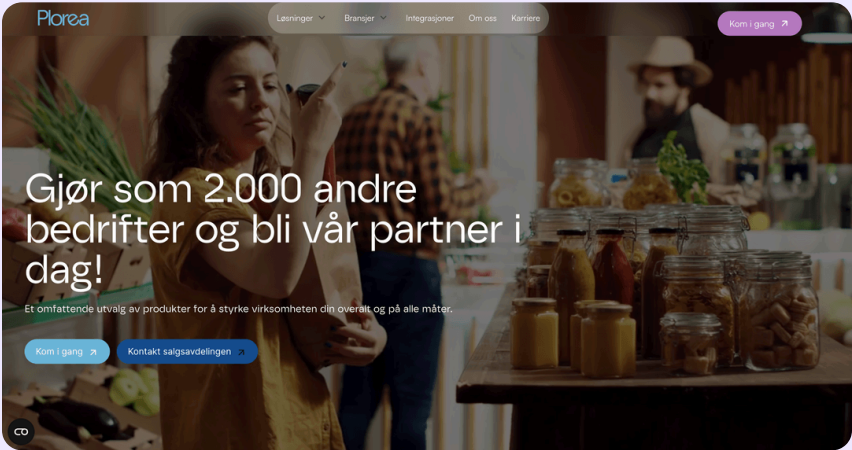 Plorea
Løsninger
Bransjer
Integrasjoner
Om oss
Karriere
Kom i gang
Gjør som 2.000 andre
bedrifter og bli vår partner i
dag!
Et omfattende utvalg av produkter for å styrke virksomheten din overalt og på alle måter.
Kom i gang
Kontakt salgsavdelingen